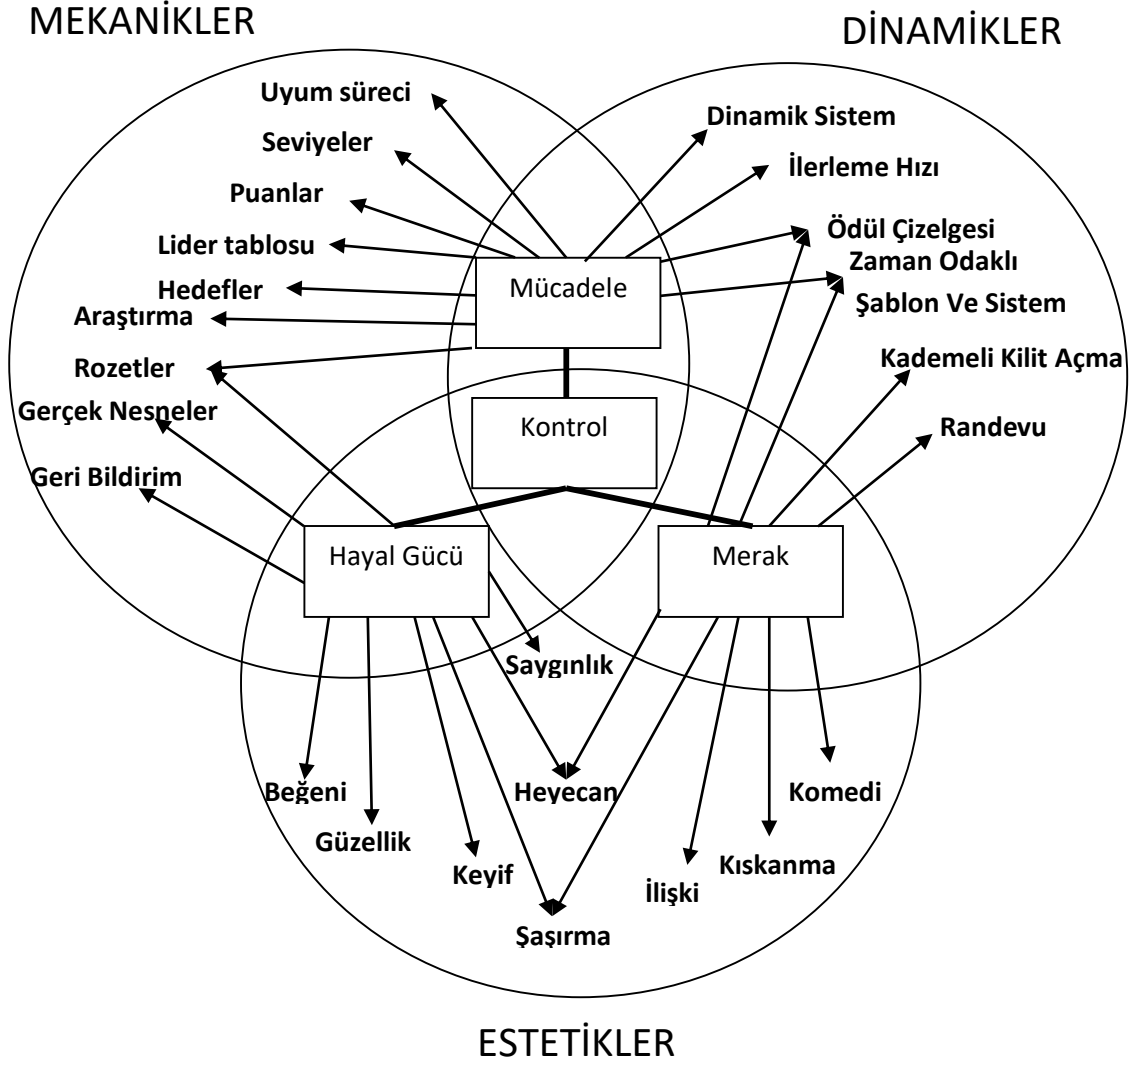 MEKANİKLER
DİNAMİKLER
Uyum süreci
Seviyeler
Puanlar
Lider tablosu
Hedefler
Araştırma
Rozetler
Gerçek Nesneler
Geri Bildirim
Dinamik Sistem
İlerleme Hızı
Ödül Çizelgesi
Zaman Odaklı
Şablon Ve Sistem
Kademeli Kilit Açma
Randevu
Mücadele
Kontrol
Hayal Gücü
Merak
Saygınlık
Beğeni
Güzellik
Keyif
Heyecan
Şaşırma
İlişki
Kıskanma
Komedi
ESTETİKLER